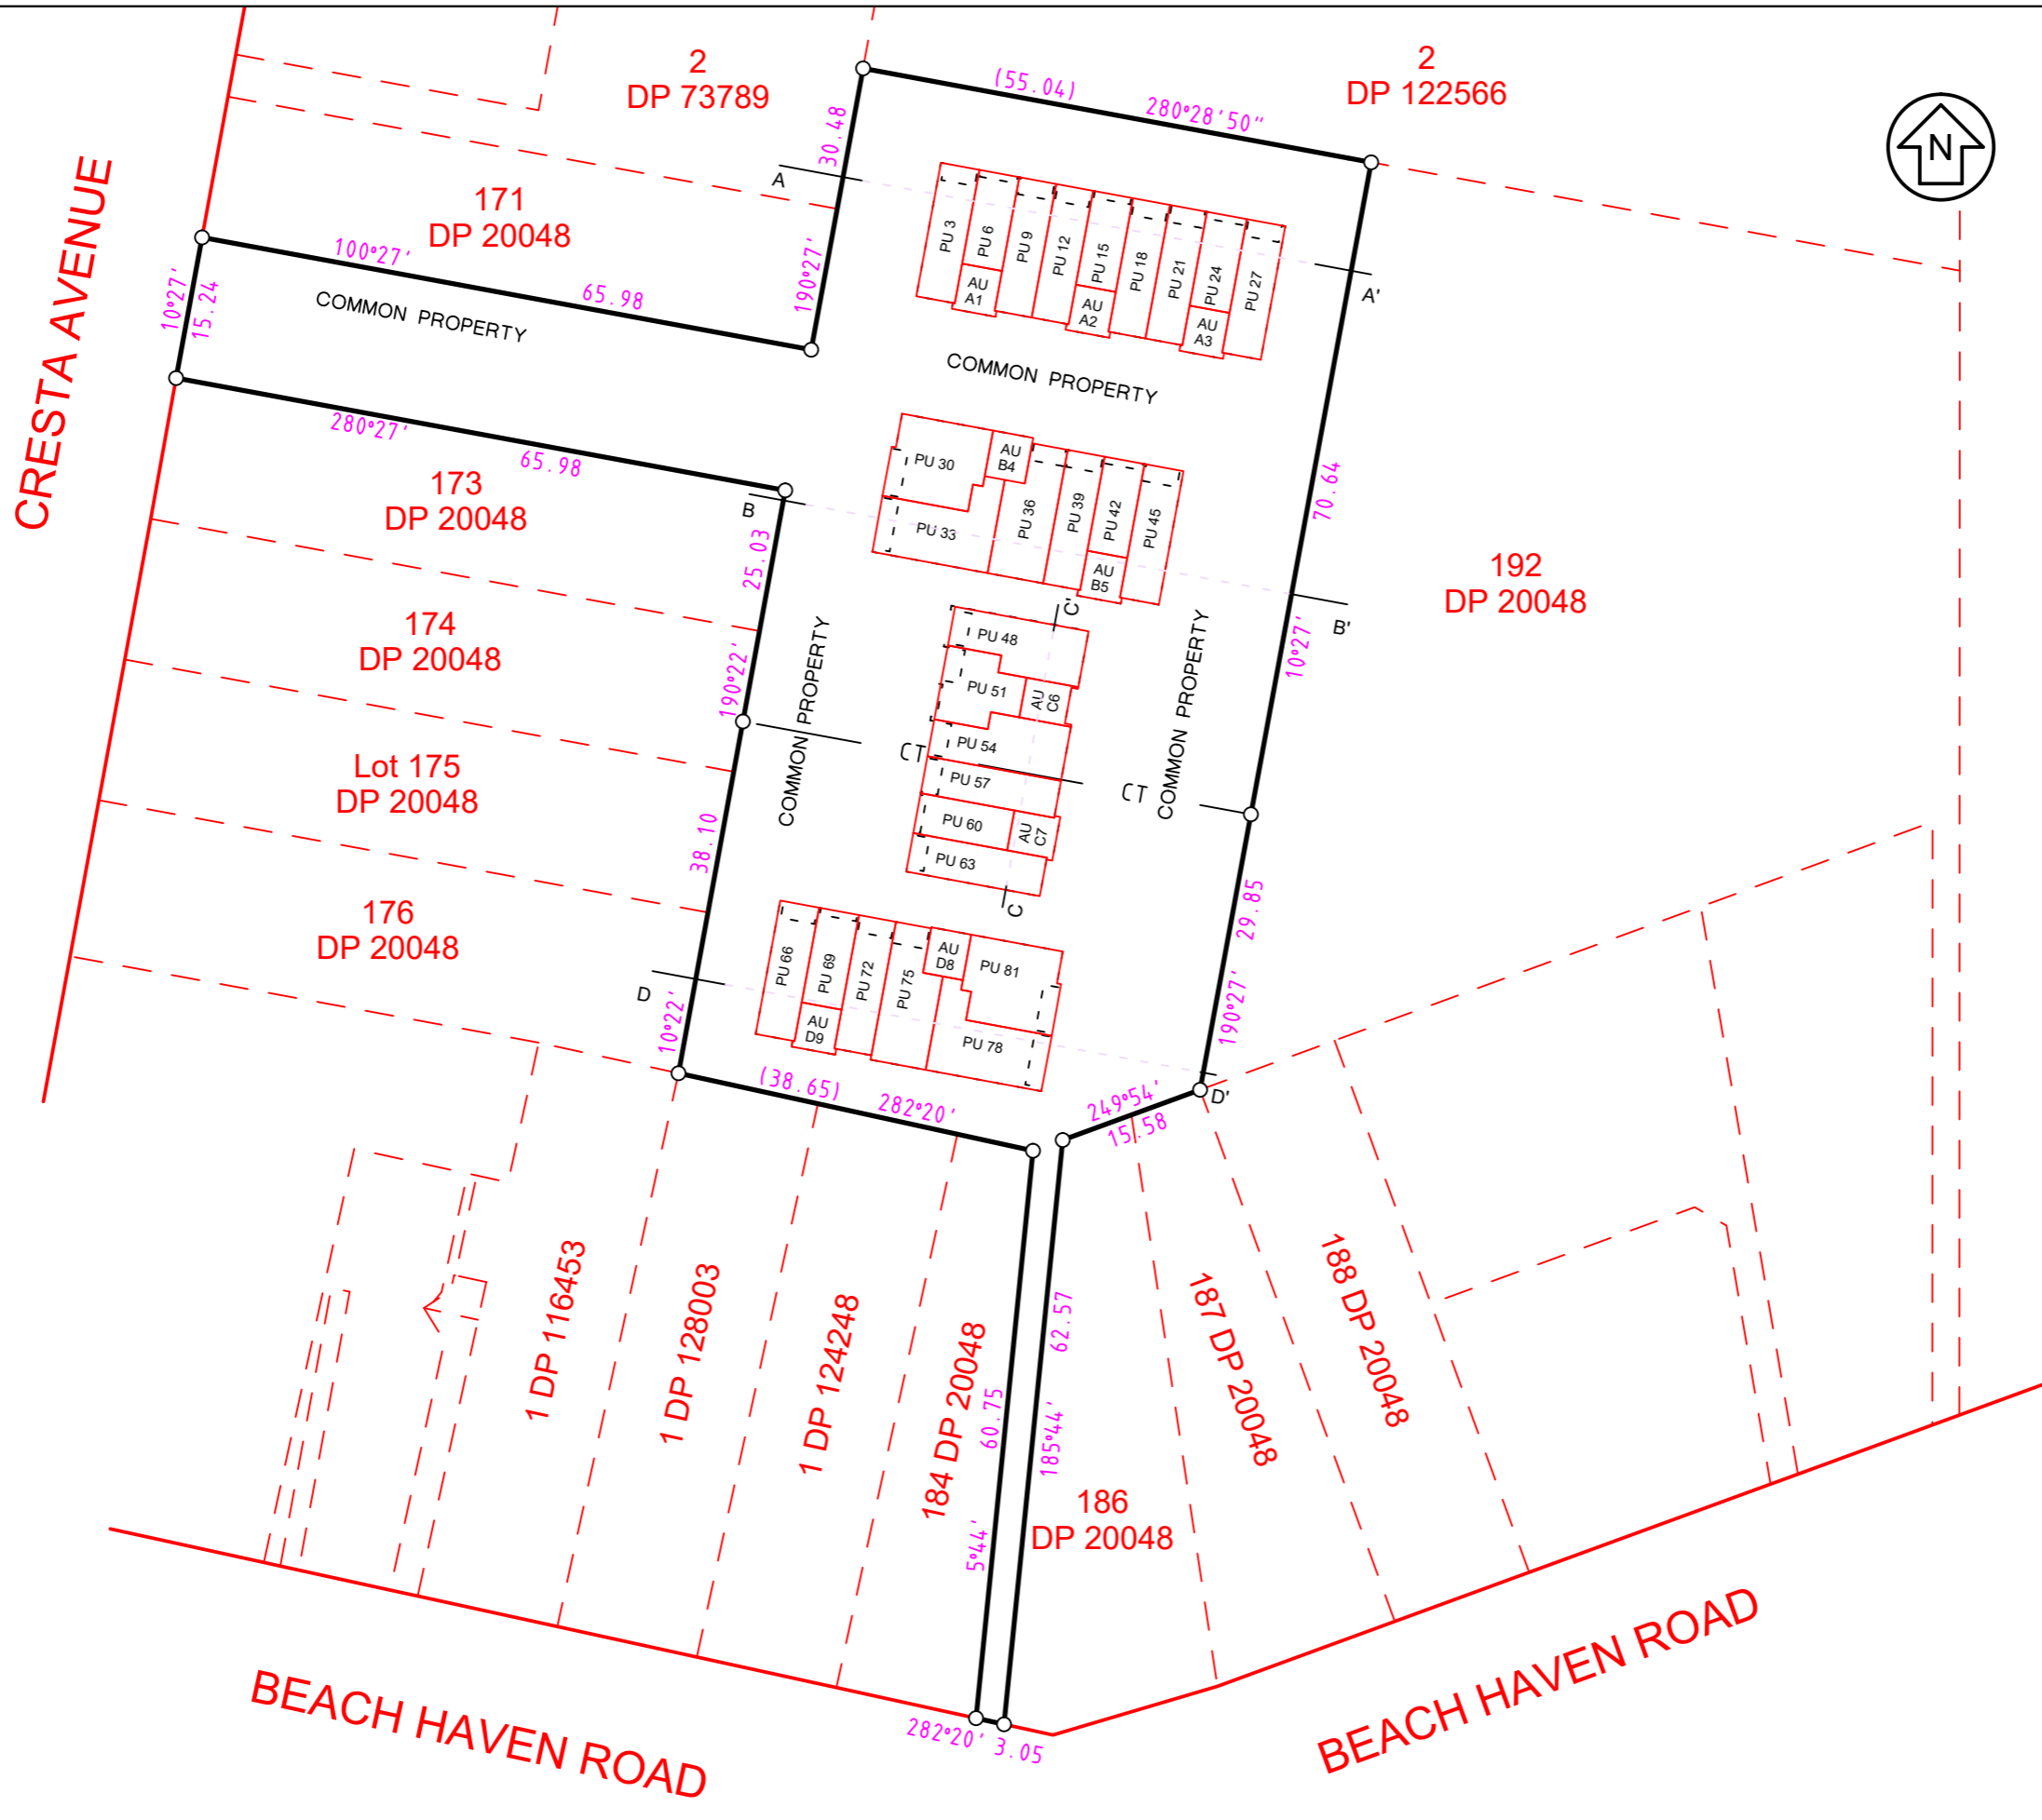 2
DP 73789
2
DP 122566
N
(55.04)
280°28'50"
30.48
190°27'
A
A'
CRESTA AVENUE
171
DP 20048
100°27'
65.98
10°27'
15.24
COMMON PROPERTY
280°27'
65.98
PU 3
PU 6
PU 9
PU 12
PU 15
PU 18
PU 21
PU 24
PU 27
AU
A1
AU
A2
AU
A3
COMMON PROPERTY
70.64
10°27'
173
DP 20048
B
B'
25.03
190°22'
PU 30
AU
B4
PU 33
PU 36
PU 39
PU 42
PU 45
AU
B5
192
DP 20048
174
DP 20048
COMMON PROPERTY
COMMON PROPERTY
C'
PU 48
PU 51
AU
C6
PU 54
CT
CT
PU 57
PU 60
AU
C7
PU 63
C
Lot 175
DP 20048
38.10
10°22'
176
DP 20048
29.85
190°27'
D
D'
PU 66
PU 69
PU 72
PU 75
AU
D8
PU 81
AU
D9
PU 78
(38.65)
282°20'
249°54'
15.58
1 DP 116453
1 DP 128003
1 DP 124248
184 DP 20048
60.75
5°44'
62.57
185°44'
186
DP 20048
187 DP 20048
188 DP 20048
282°20' 3.05
BEACH HAVEN ROAD
BEACH HAVEN ROAD